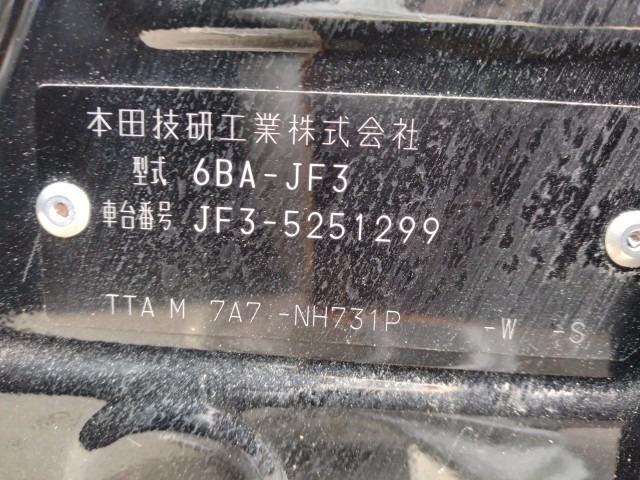 本田技研工業株式会社
型式 6BA-JF3
車台番号 JF3-5251299
TTA M 7A7 -NH731P -W -S